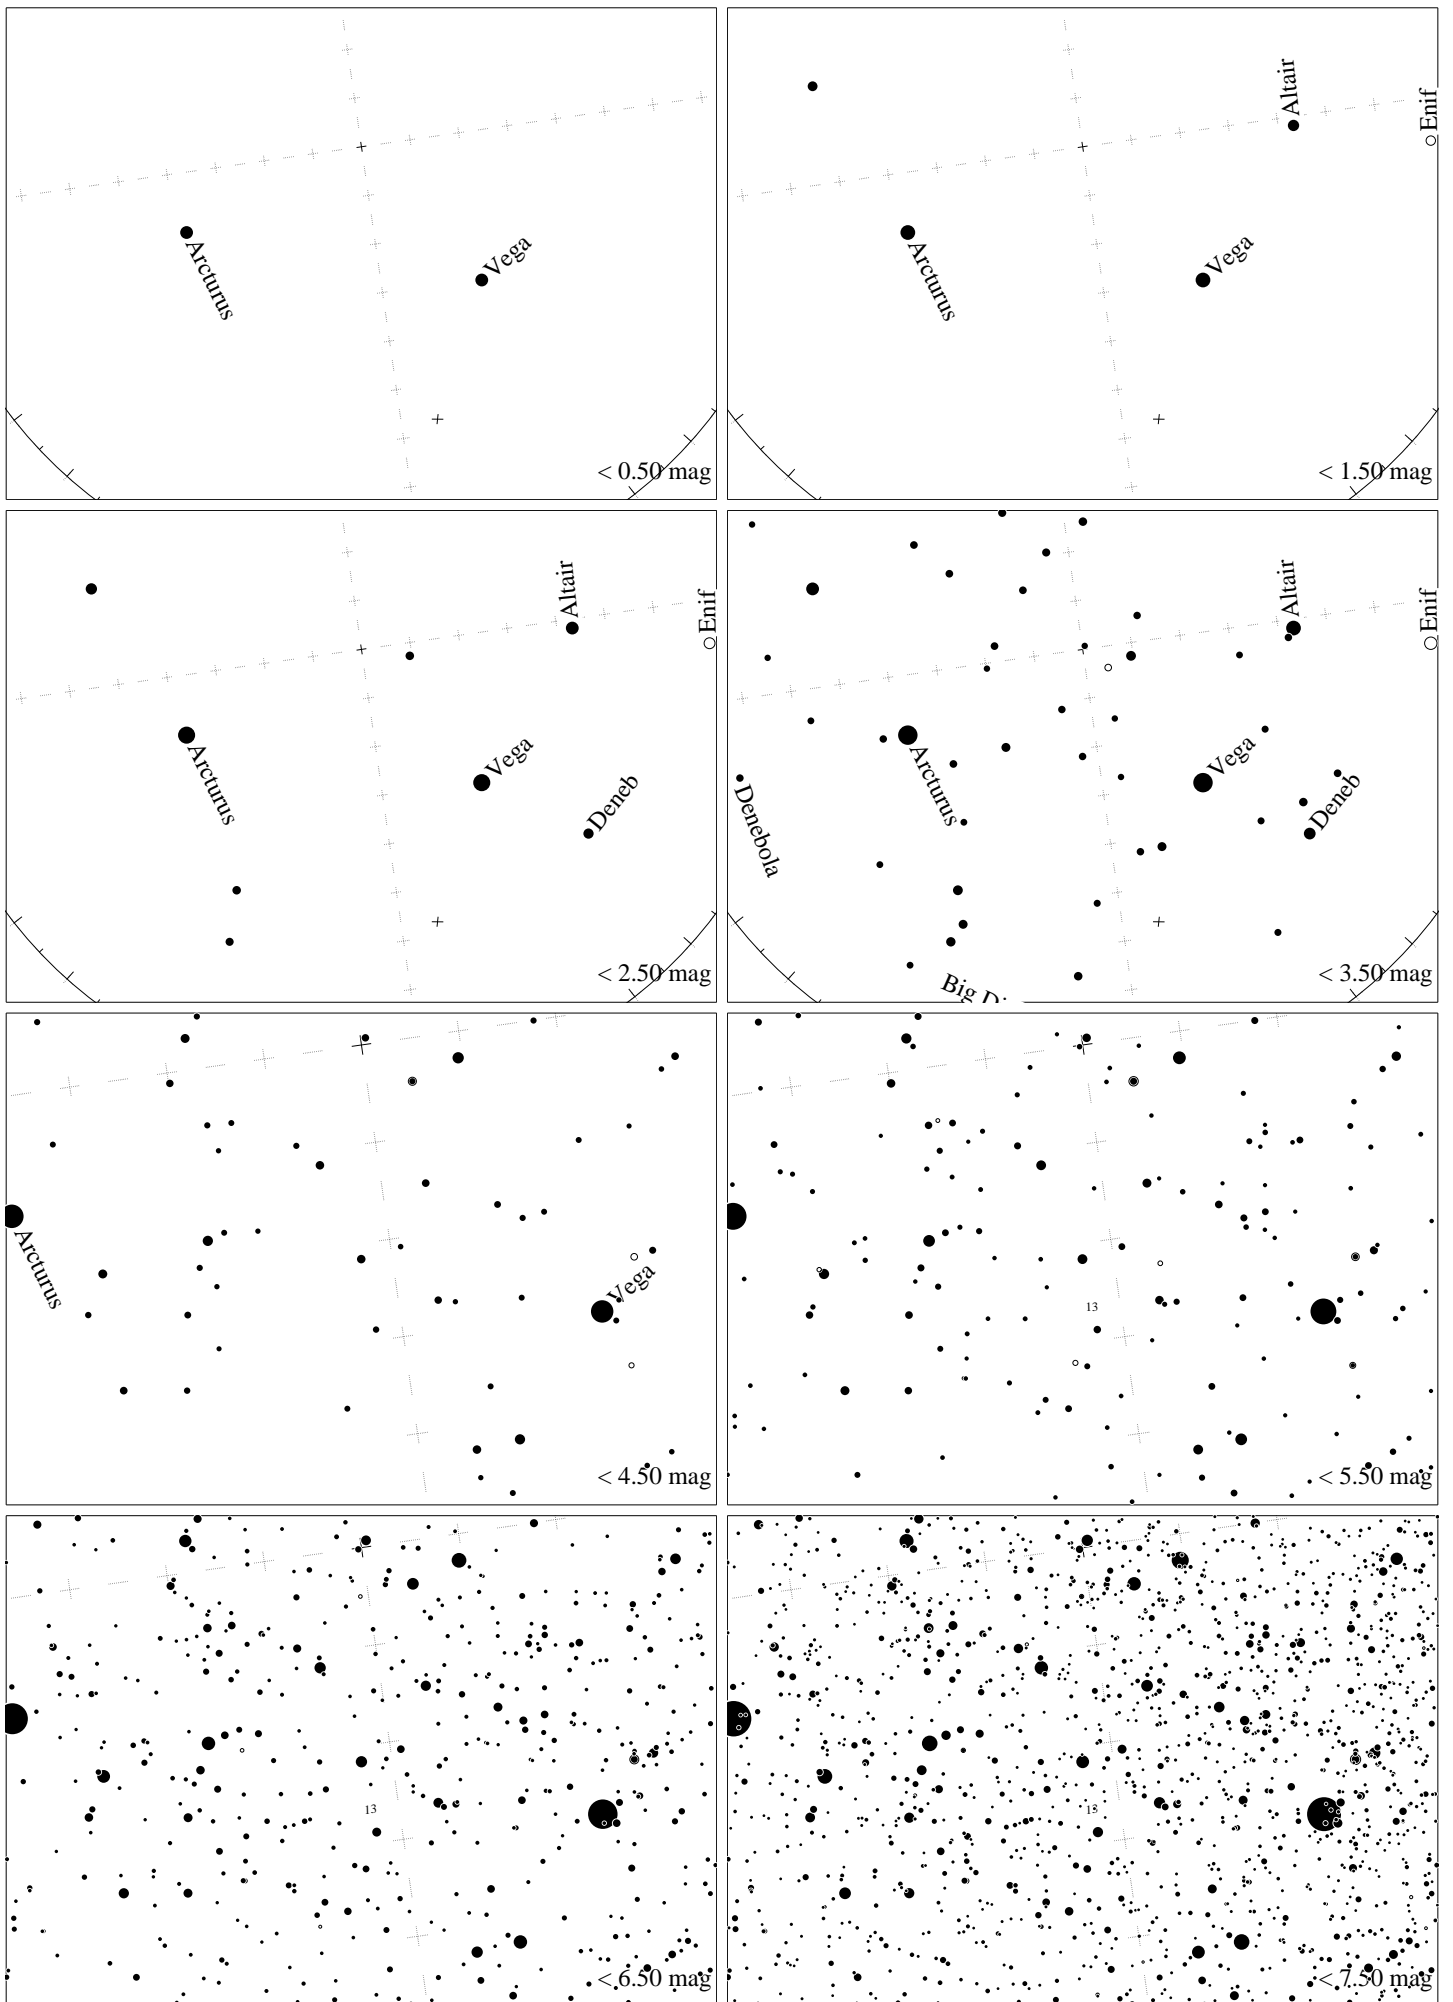 Arcturus
Vega
< 0.50 mag
Altair
Enif
Arcturus
Vega
< 1.50 mag
Altair
Enif
Arcturus
Vega
Deneb
< 2.50 mag
Altair
Enif
Arcturus
Vega
Deneb
Denebola
Big Di
< 3.50 mag
Arcturus
Vega
< 4.50 mag
13
< 5.50 mag
13
< 6.50 mag
13
< 7.50 mag